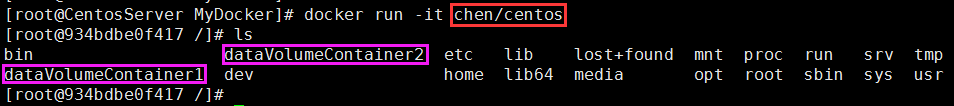 [root@CentosServer MyDocker]# docker run -it chen/centos
[root@934bdbe0f417 /]# ls
bin dataVolumeContainer2 etc lib lost+found mnt proc run srv tmp
dataVolumeContainer1 dev home lib64 media opt root sbin sys usr
[root@934bdbe0f417 /]#